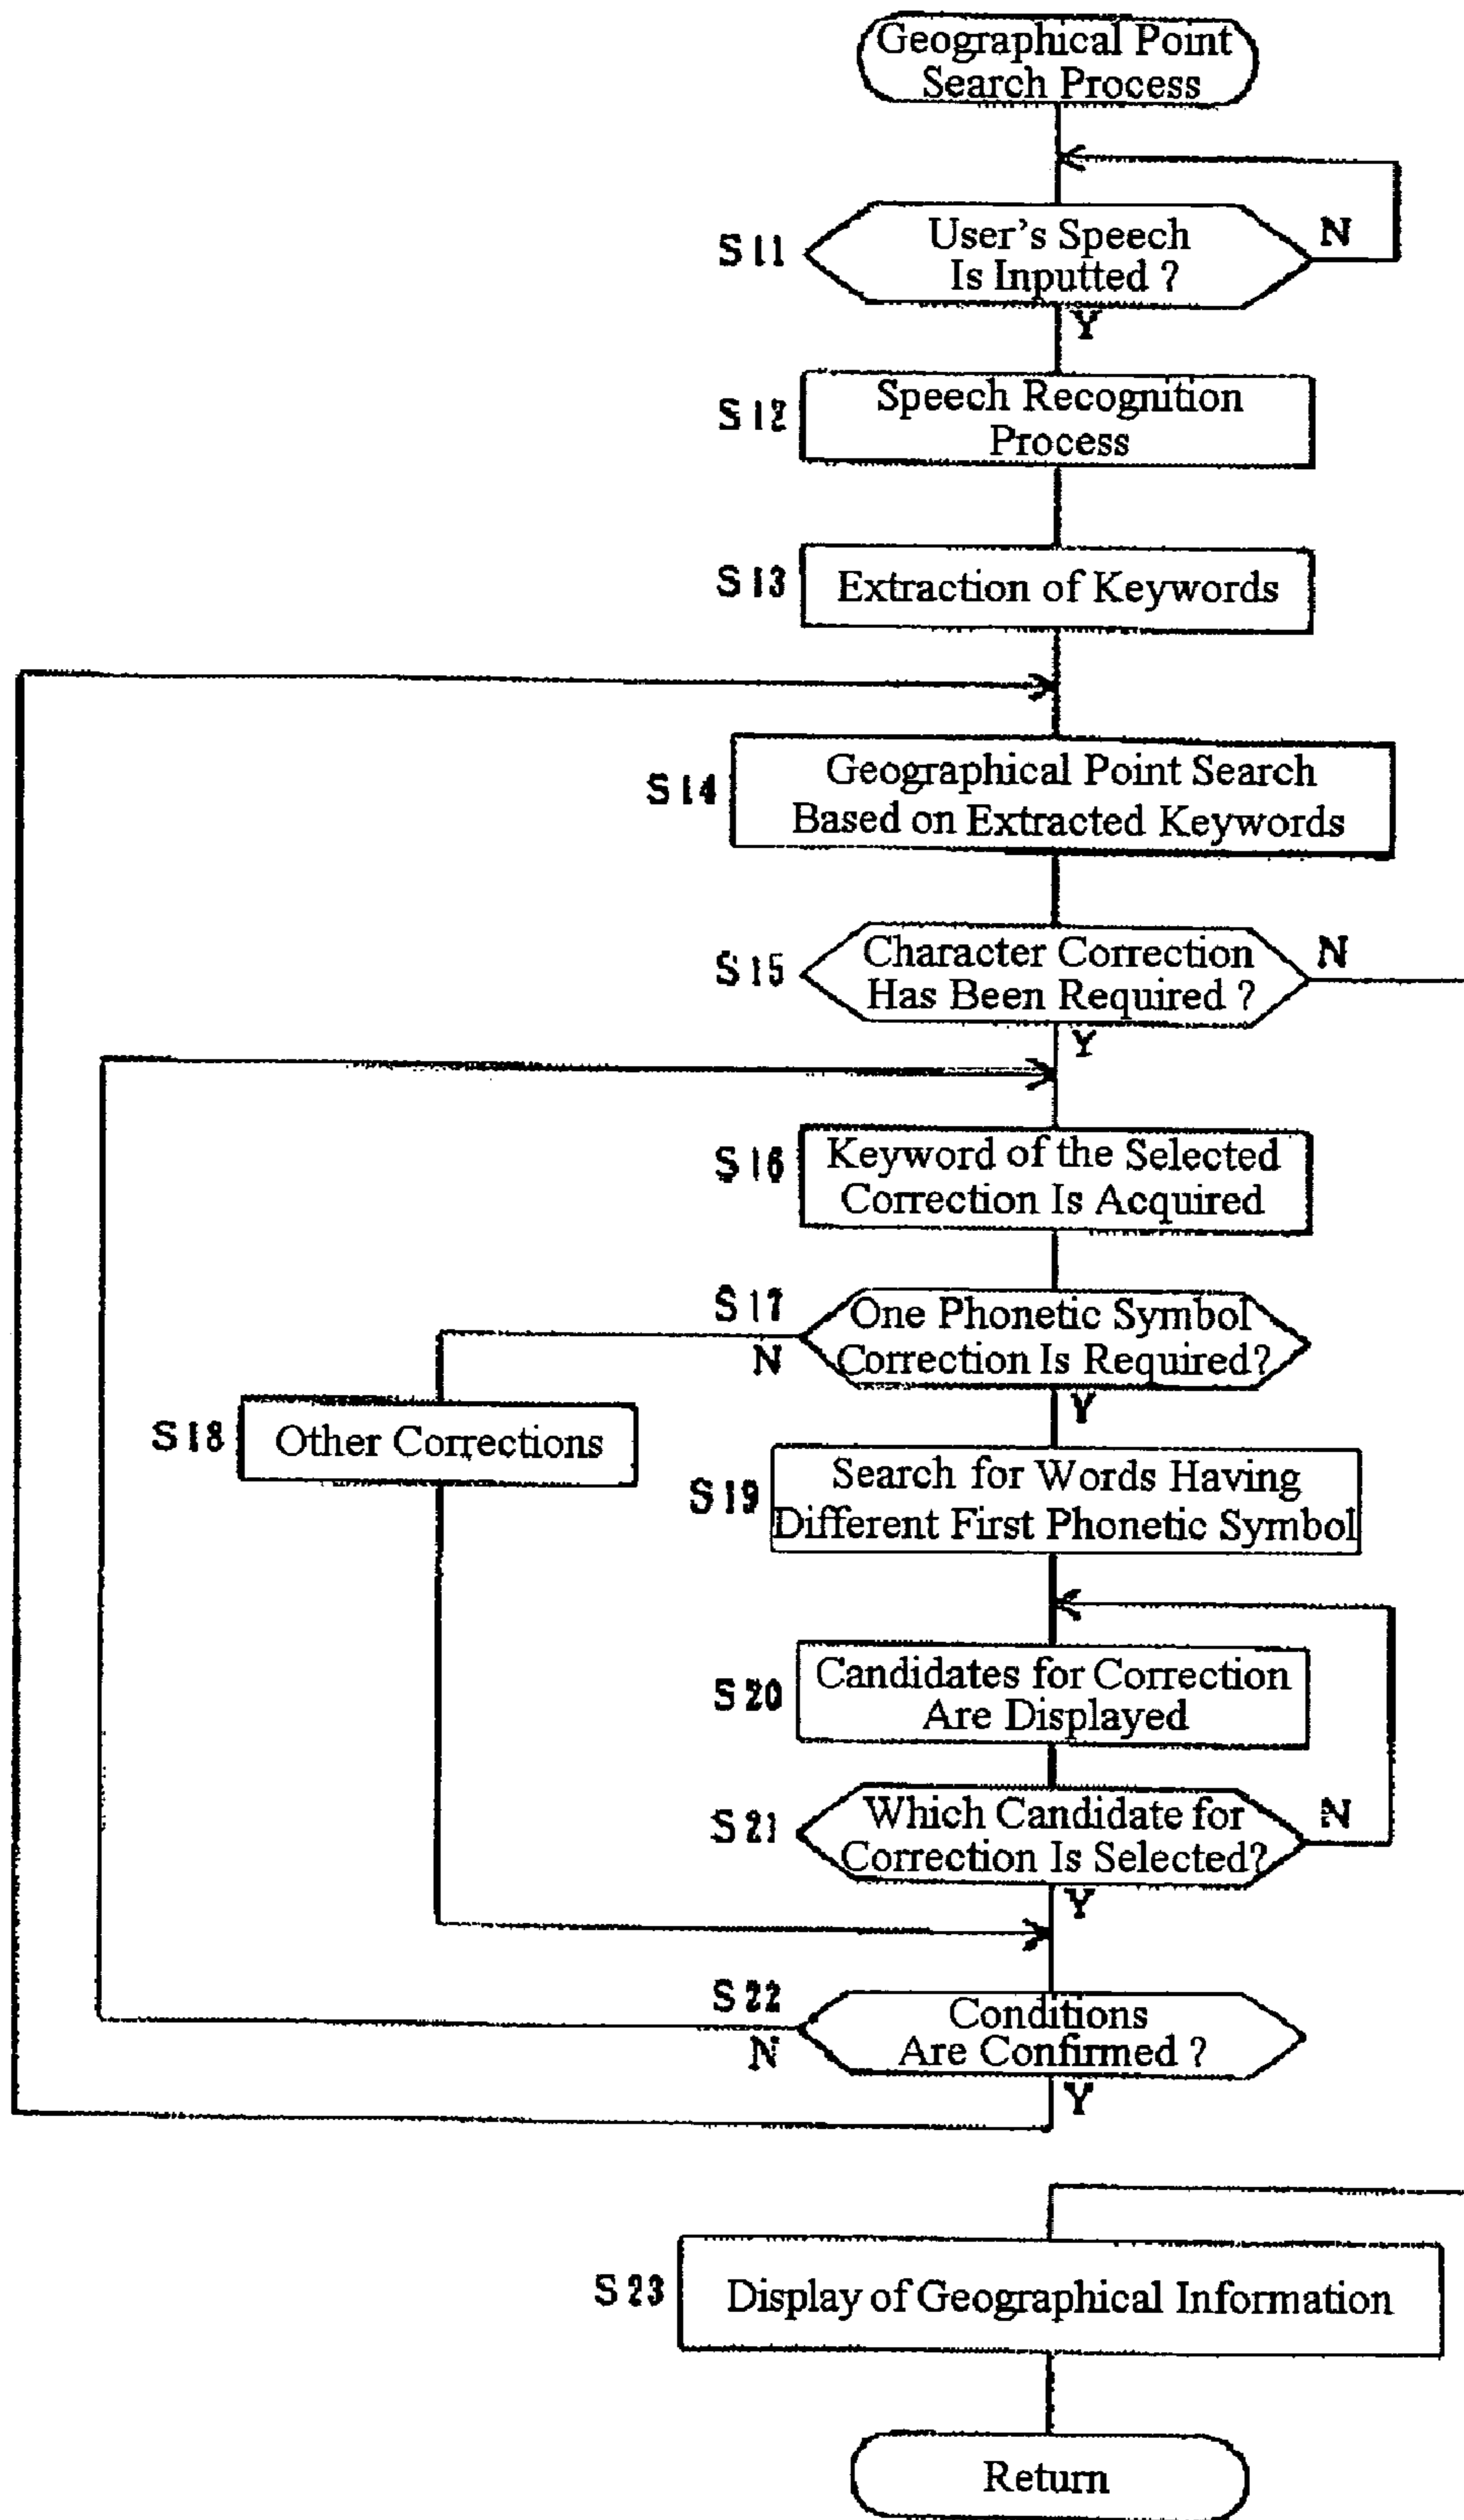 Geographical Point
Search Process
S11
User's Speech
Is Inputted ?
N
Y
S12
Speech Recognition
Process
S13
Extraction of Keywords
S14
Geographical Point Search
Based on Extracted Keywords
S15
Character Correction
Has Been Required ?
N
Y
S16
Keyword of the Selected
Correction Is Acquired
S17
One Phonetic Symbol
Correction Is Required?
N
Y
S18
Other Corrections
S19
Search for Words Having
Different First Phonetic Symbol
S20
Candidates for Correction
Are Displayed
S21
Which Candidate for
Correction Is Selected?
N
Y
S22
Conditions
Are Confirmed ?
N
Y
S23
Display of Geographical Information
Return